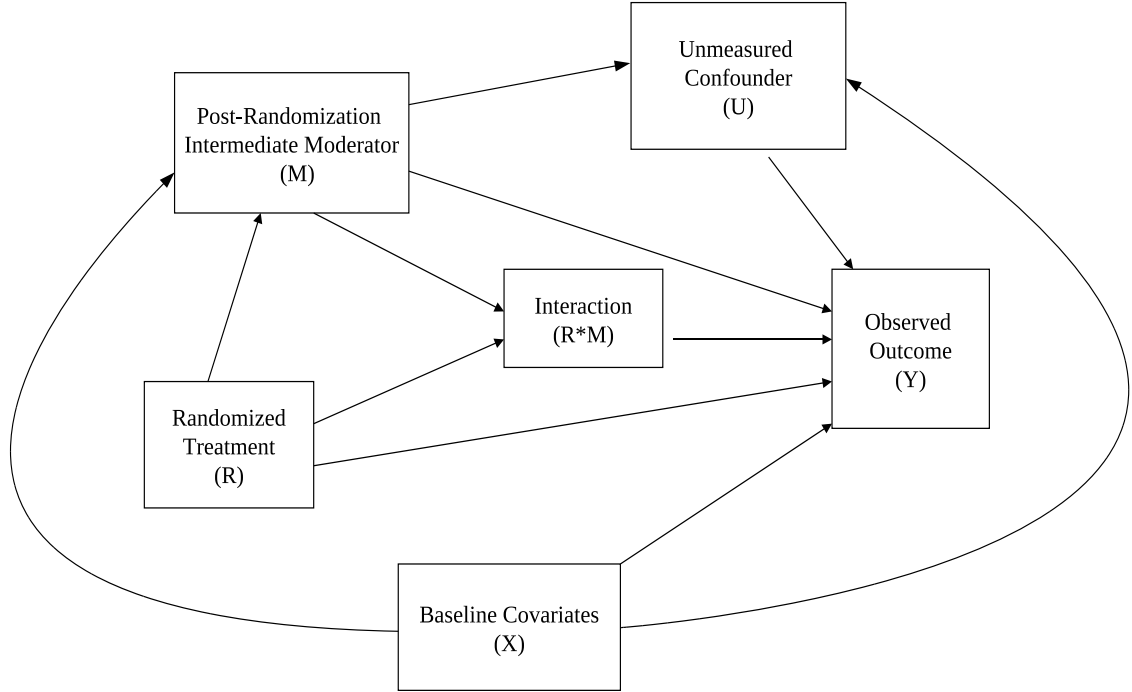 Unmeasured
Confounder
(U)
Post-Randomization
Intermediate Moderator
(M)
Interaction
(R*M)
Observed
Outcome
(Y)
Randomized
Treatment
(R)
Baseline Covariates
(X)